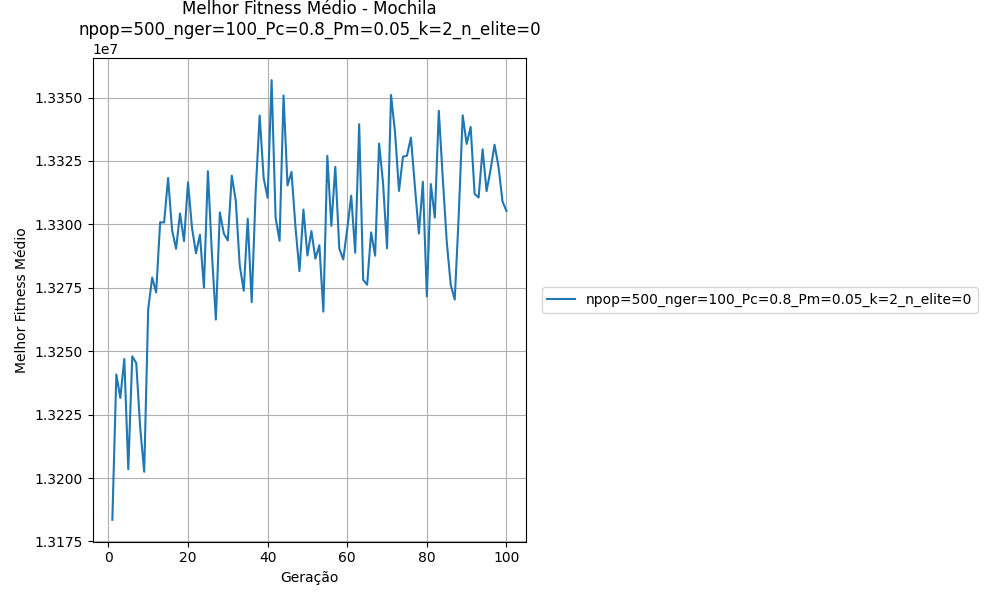 Melhor Fitness Médio - Mochila
npop=500_nger=100_Pc=0.8_Pm=0.05_k=2_n_elite=0
1e7
1.3350
1.3325
1.3300
1.3275
1.3250
1.3225
1.3200
1.3175
Melhor Fitness Médio
0 20 40 60 80 100
Geração
npop=500_nger=100_Pc=0.8_Pm=0.05_k=2_n_elite=0